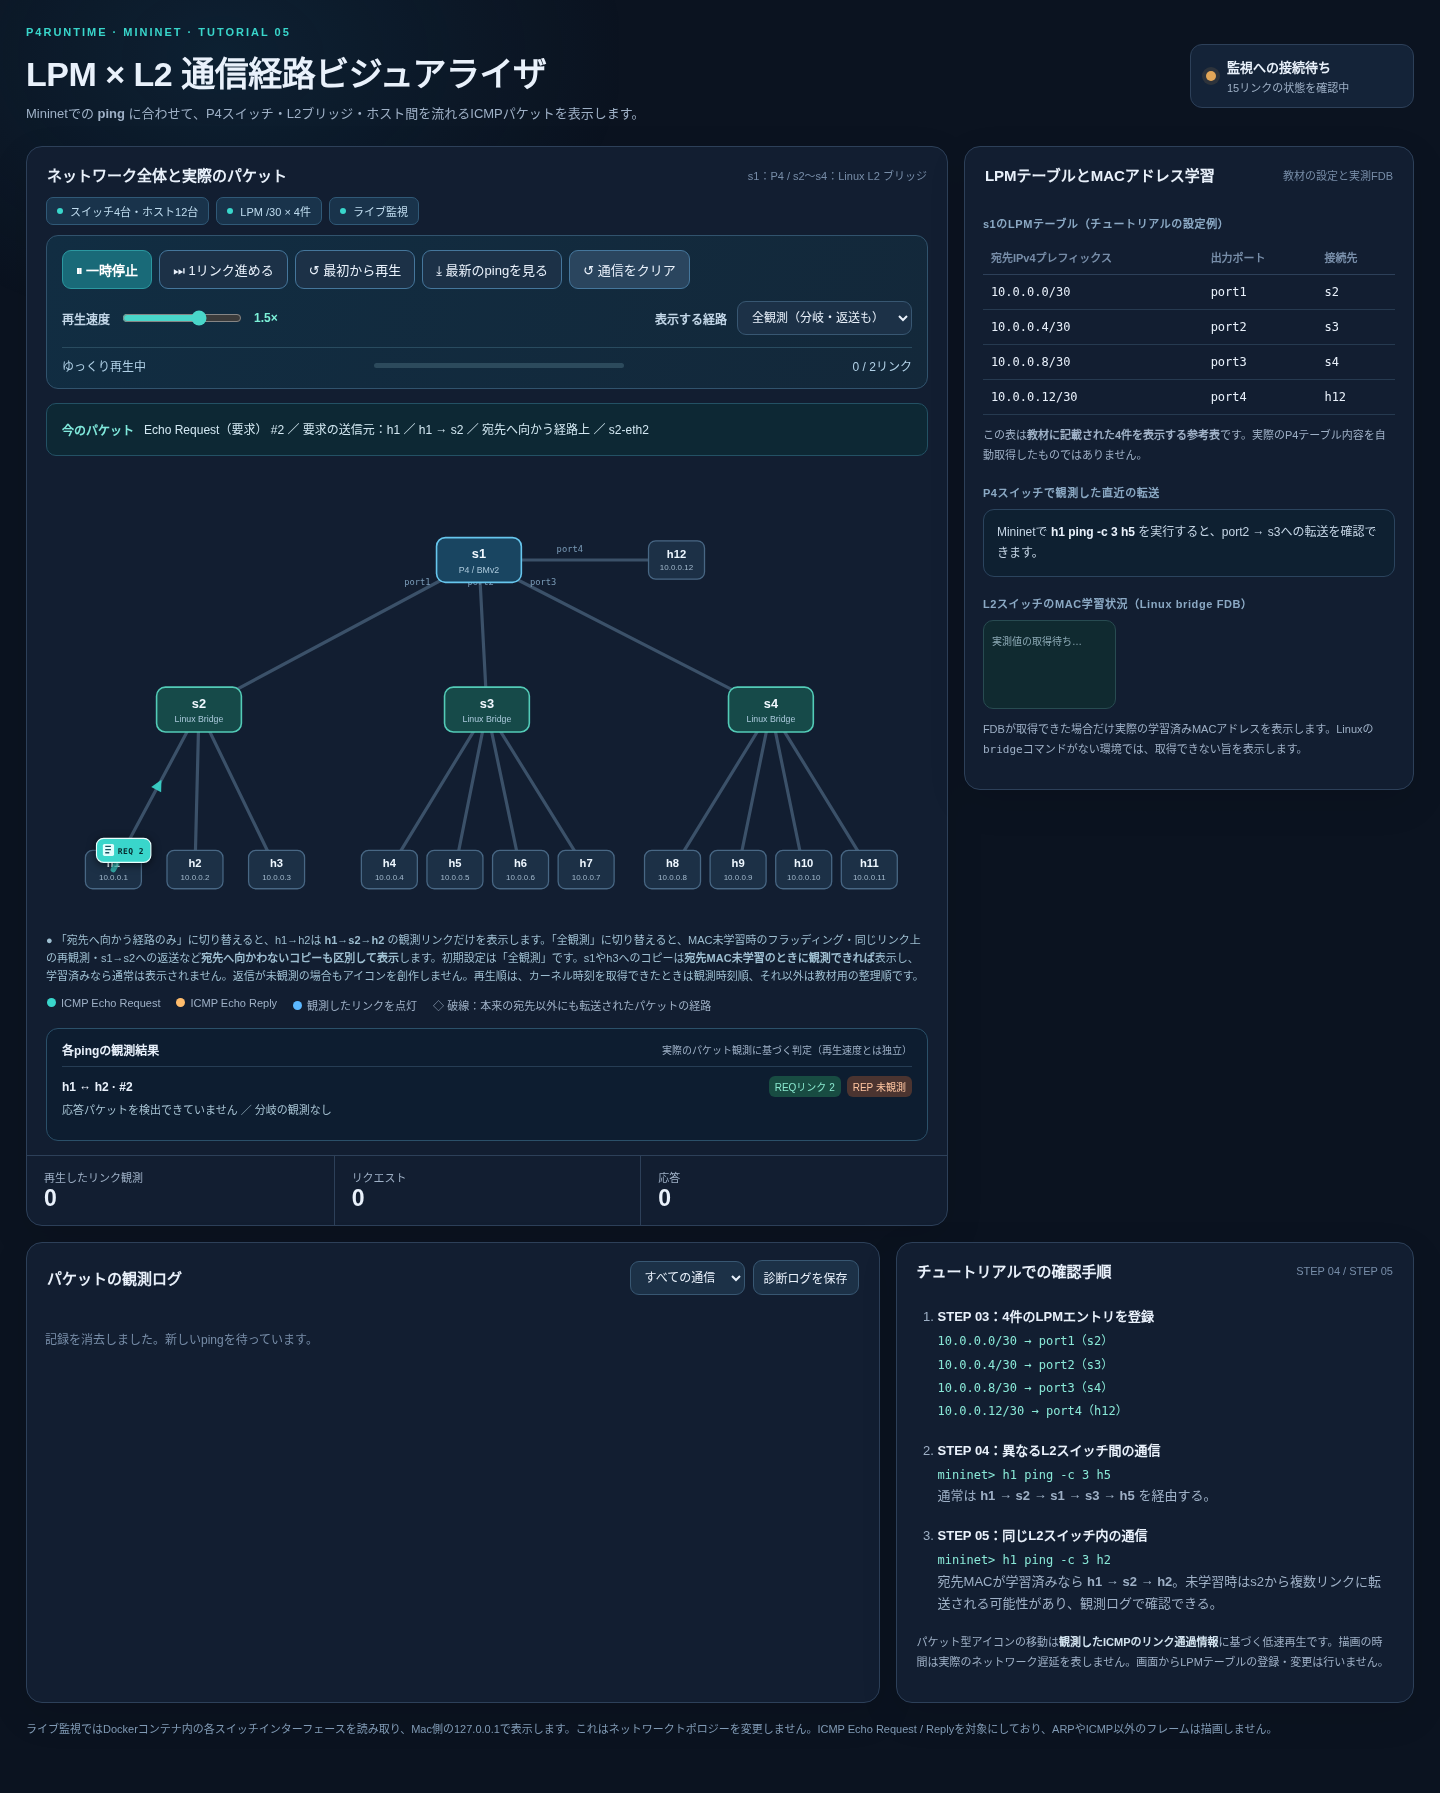 P4RUNTIME · MININET · TUTORIAL 05
LPM × L2 通信経路ビジュアライザ
Mininetでの ping に合わせて、P4スイッチ・L2ブリッジ・ホスト間を流れるICMPパケットを表示します。
監視への接続待ち
15リンクの状態を確認中
ネットワーク全体と実際のパケット
s1：P4 / s2〜s4：Linux L2 ブリッジ
スイッチ4台・ホスト12台
LPM /30 × 4件
ライブ監視
⏸ 一時停止
⏭ 1リンク進める
↺ 最初から再生
⤓ 最新のpingを見る
↺ 通信をクリア
再生速度
1.5×
表示する経路
全観測（分岐・返送も）
ゆっくり再生中
0 / 2リンク
今のパケット Echo Request（要求） #2 ／ 要求の送信元：h1 ／ h1 → s2 ／ 宛先へ向かう経路上 ／ s2-eth2
s1
P4 / BMv2
port4
h12
10.0.0.12
port1
port3
s2
Linux Bridge
s3
Linux Bridge
s4
Linux Bridge
REQ 2
10.0.0.1
h2
10.0.0.2
h3
10.0.0.3
h4
10.0.0.4
h5
10.0.0.5
h6
10.0.0.6
h7
10.0.0.7
h8
10.0.0.8
h9
10.0.0.9
h10
10.0.0.10
h11
10.0.0.11
● 「宛先へ向かう経路のみ」に切り替えると、h1→h2は h1→s2→h2 の観測リンクだけを表示します。「全観測」に切り替えると、MAC未学習時のフラッディング・同じリンク上
の再観測・s1→s2への返送など宛先へ向かわないコピーも区別して表示します。初期設定は「全観測」です。s1やh3へのコピーは宛先MAC未学習のときに観測できれば表示し、
学習済みなら通常は表示されません。返信が未観測の場合もアイコンを創作しません。再生順は、カーネル時刻を取得できたときは観測時刻順、それ以外は教材用の整理順です。
ICMP Echo Request
ICMP Echo Reply
観測したリンクを点灯
◇ 破線：本来の宛先以外にも転送されたパケットの経路
各pingの観測結果
実際のパケット観測に基づく判定（再生速度とは独立）
h1 ↔ h2 · #2
REQリンク 2
REP 未観測
応答パケットを検出できていません ／ 分岐の観測なし
再生したリンク観測
0
リクエスト
0
応答
0
LPMテーブルとMACアドレス学習
教材の設定と実測FDB
s1のLPMテーブル（チュートリアルの設定例）
宛先IPv4プレフィックス 出力ポート 接続先
10.0.0.0/30 port1 s2
10.0.0.4/30 port2 s3
10.0.0.8/30 port3 s4
10.0.0.12/30 port4 h12
この表は教材に記載された4件を表示する参考表です。実際のP4テーブル内容を自
動取得したものではありません。
P4スイッチで観測した直近の転送
Mininetで h1 ping -c 3 h5 を実行すると、port2 → s3への転送を確認で
きます。
L2スイッチのMAC学習状況（Linux bridge FDB）
実測値の取得待ち…
FDBが取得できた場合だけ実際の学習済みMACアドレスを表示します。Linuxの
bridgeコマンドがない環境では、取得できない旨を表示します。
パケットの観測ログ
すべての通信
診断ログを保存
記録を消去しました。新しいpingを待っています。
チュートリアルでの確認手順
STEP 04 / STEP 05
1. STEP 03：4件のLPMエントリを登録
10.0.0.0/30 → port1（s2）
10.0.0.4/30 → port2（s3）
10.0.0.8/30 → port3（s4）
10.0.0.12/30 → port4（h12）
2. STEP 04：異なるL2スイッチ間の通信
mininet> h1 ping -c 3 h5
通常は h1 → s2 → s1 → s3 → h5 を経由する。
3. STEP 05：同じL2スイッチ内の通信
mininet> h1 ping -c 3 h2
宛先MACが学習済みなら h1 → s2 → h2。未学習時はs2から複数リンクに転
送される可能性があり、観測ログで確認できる。
パケット型アイコンの移動は観測したICMPのリンク通過情報に基づく低速再生です。描画の時
間は実際のネットワーク遅延を表しません。画面からLPMテーブルの登録・変更は行いません。
ライブ監視ではDockerコンテナ内の各スイッチインターフェースを読み取り、Mac側の127.0.0.1で表示します。これはネットワークトポロジーを変更しません。ICMP Echo Request / Replyを対象にしており、ARPやICMP以外のフレームは描画しません。